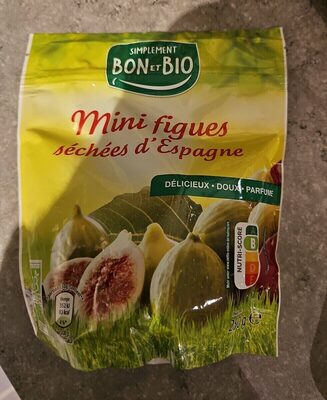 SIMPLEMENT
BON ET BIO
Mini figues
séchées d'Espagne
DÉLICIEUX • DOUX • PARFUMÉ
NUTRI-SCORE